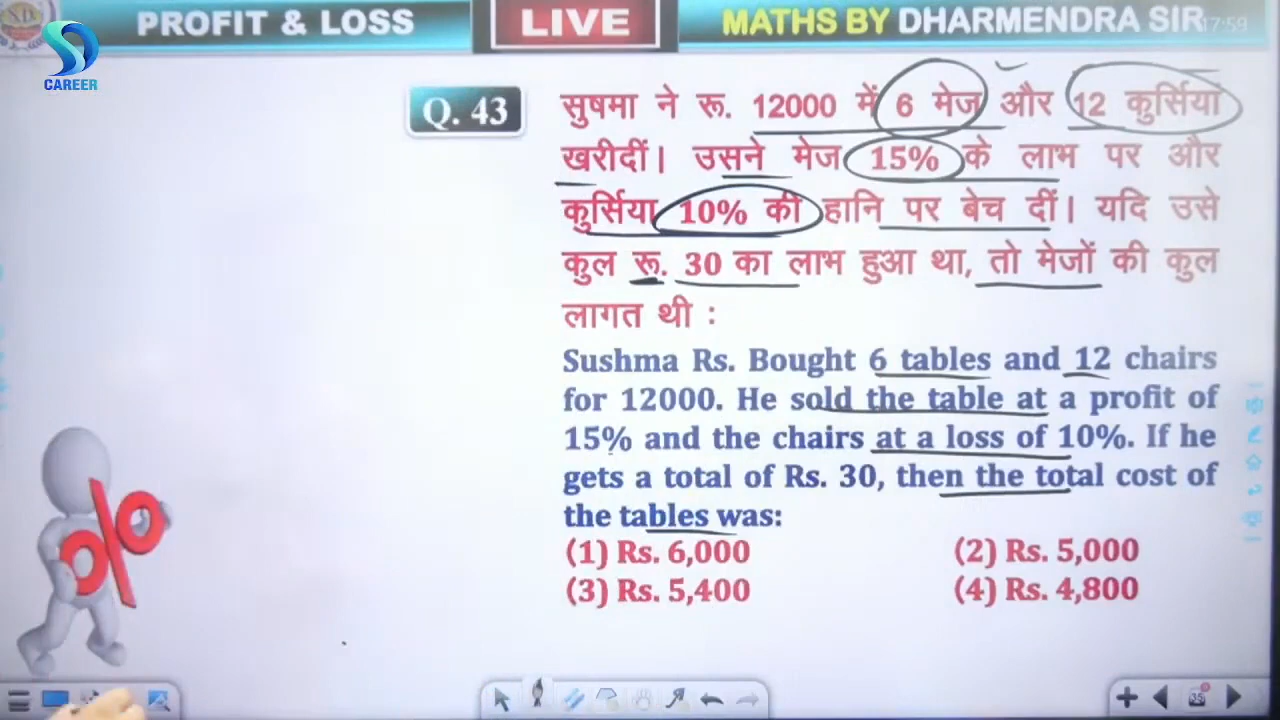 PROFIT & LOSS
LIVE
MATHS BY DHARMENDRA SIR
17:59
CAREER
Q. 43
सुषमा ने रू. 12000 में 6 मेज और 12 कुर्सिया
खरीदीं। उसने मेज 15% के लाभ पर और
कुर्सिया 10% की हानि पर बेच दीं। यदि उसे
कुल रू. 30 का लाभ हुआ था, तो मेजों की कुल
लागत थी :
Sushma Rs. Bought 6 tables and 12 chairs
for 12000. He sold the table at a profit of
15% and the chairs at a loss of 10%. If he
gets a total of Rs. 30, then the total cost of
the tables was:
(1) Rs. 6,000 (2) Rs. 5,000
(3) Rs. 5,400 (4) Rs. 4,800
%
35